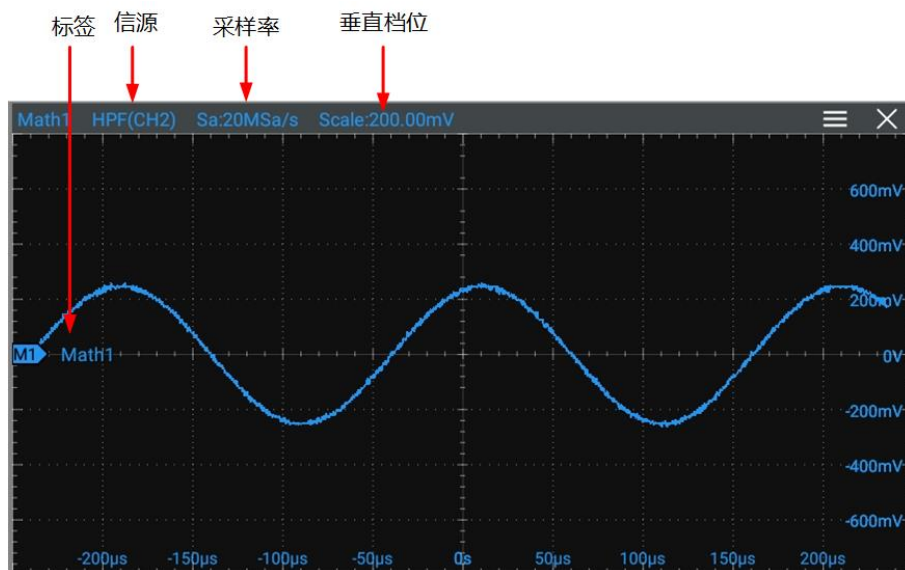 标签 信源 采样率 垂直档位
Math1 HPF(CH2) Sa:20MSa/s Scale:200.00mV
600mV
400mV
200mV
M1 Math1 0V
-200mV
-400mV
-600mV
-200μs -150μs -100μs -50μs 0s 50μs 100μs 150μs 200μs